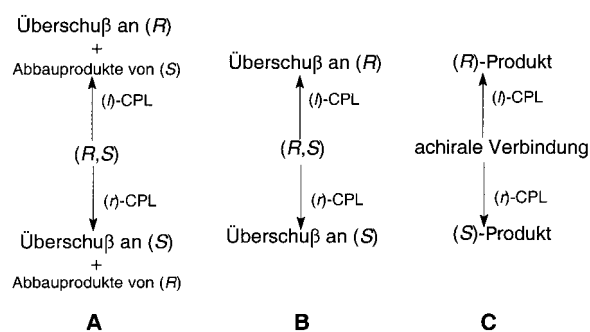 Überschuß an (R)
+
Abbauprodukte von (S)
(l)-CPL
(R,S)
(r)-CPL
Überschuß an (S)
+
Abbauprodukte von (R)
A
Überschuß an (R)
(l)-CPL
(R,S)
(r)-CPL
Überschuß an (S)
B
(R)-Produkt
(l)-CPL
achirale Verbindung
(r)-CPL
(S)-Produkt
C